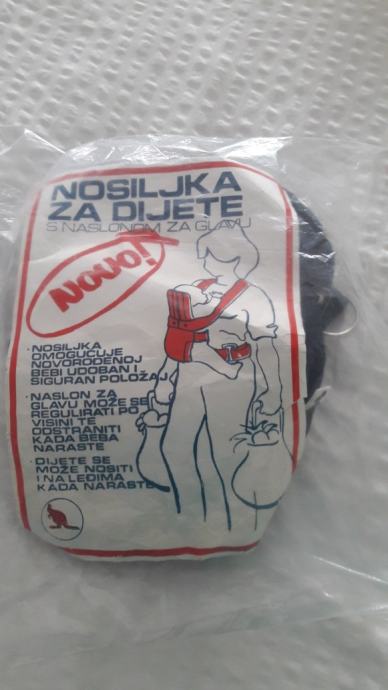 NOSILJKA
ZA DIJETE
S NASLONOM ZA GLAVU
NOVO!
· NOSILJKA
OMOGUĆUJE
NOVOROĐENOJ
BEBI UDOBAN I
SIGURAN POLOŽAJ
· NASLON ZA
GLAVU MOŽE SE
REGULIRATI PO
VISINI TE
ODSTRANITI
KADA BEBA
NARASTE
· DIJETE SE
MOŽE NOSITI
I NA LEĐIMA
KADA NARASTE